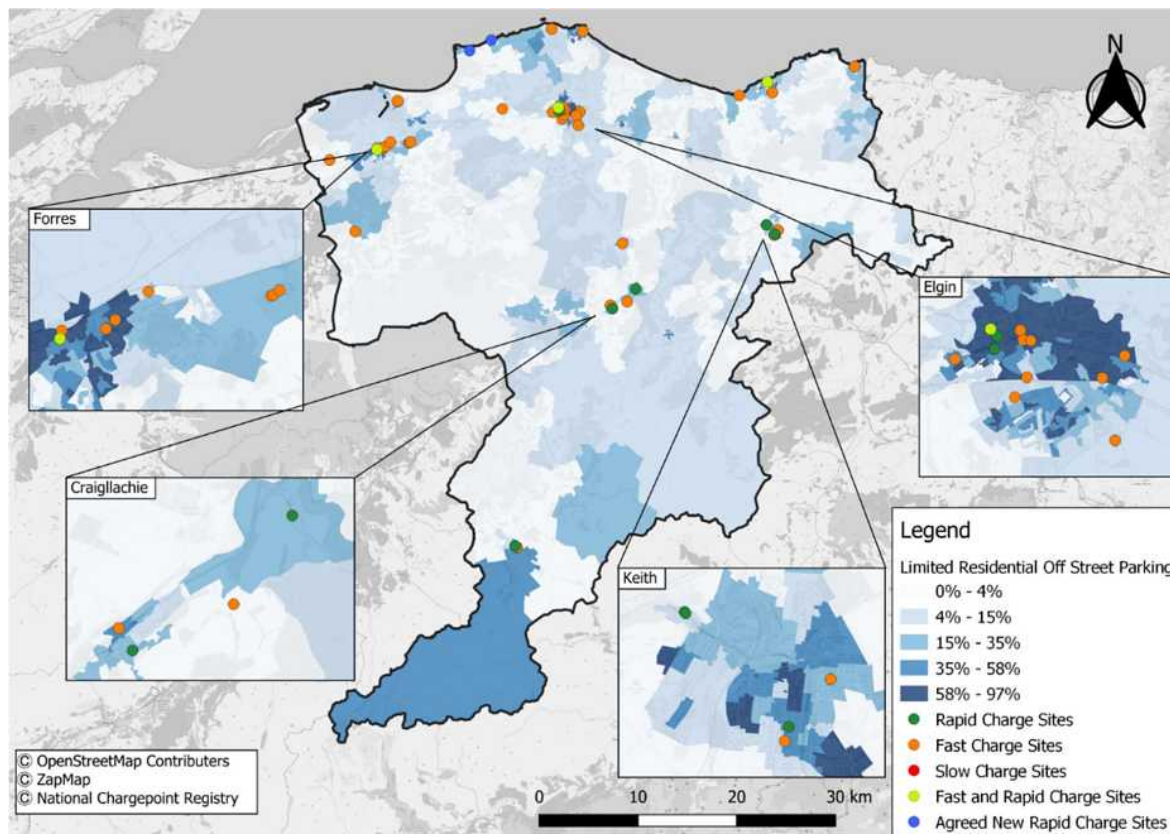 N
Forres
Elgin
Craigllachie
Keith
Legend
Limited Residential Off Street Parking
0% - 4%
4% - 15%
15% - 35%
35% - 58%
58% - 97%
Rapid Charge Sites
Fast Charge Sites
Slow Charge Sites
Fast and Rapid Charge Sites
Agreed New Rapid Charge Sites
© OpenStreetMap Contributers
© ZapMap
© National Chargepoint Registry
0 10 20 30 km